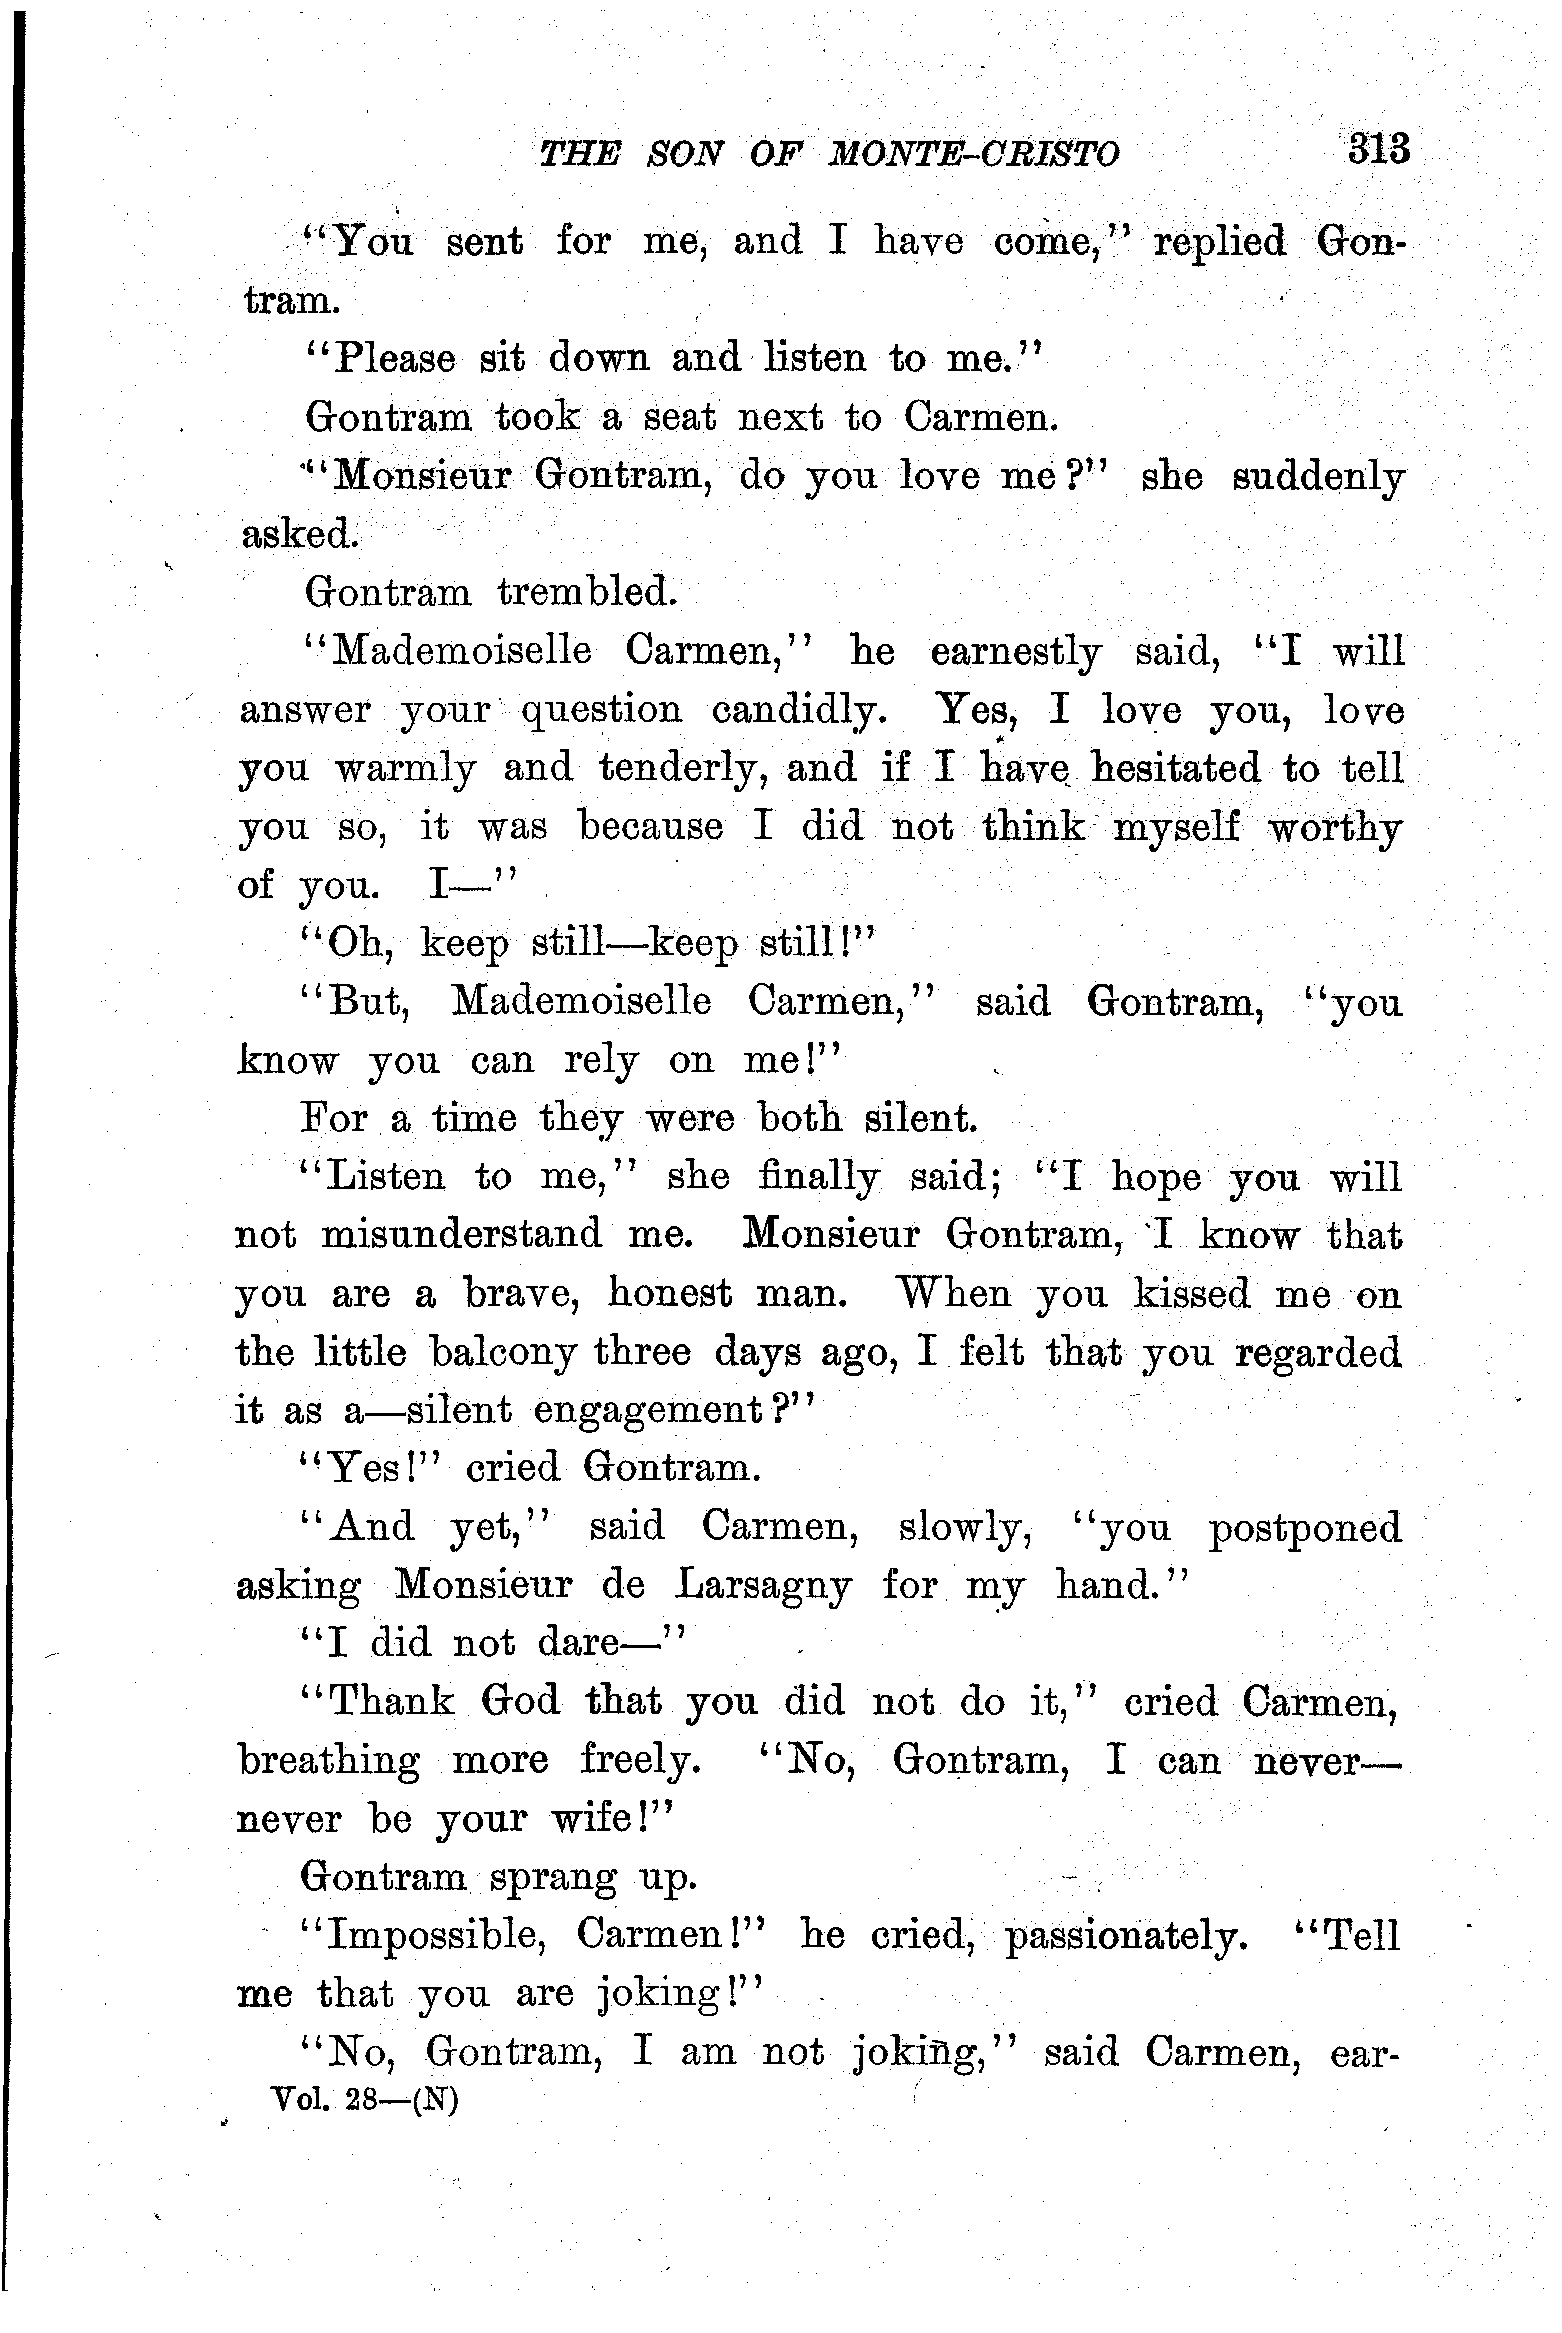 THE SON OF MONTE-CRISTO 313
"You sent for me, and I have come," replied Gon-
tram.
"Please sit down and listen to me."
Gontram took a seat next to Carmen.
"Monsieur Gontram, do you love me?" she suddenly
asked.
Gontram trembled.
"Mademoiselle Carmen," he earnestly said, "I will
answer your question candidly. Yes, I love you, love
you warmly and tenderly, and if I have hesitated to tell
you so, it was because I did not think myself worthy
of you. I—"
"Oh, keep still—keep still!"
"But, Mademoiselle Carmen," said Gontram, "you
know you can rely on me!"
For a time they were both silent.
"Listen to me," she finally said; "I hope you will
not misunderstand me. Monsieur Gontram, I know that
you are a brave, honest man. When you kissed me on
the little balcony three days ago, I felt that you regarded
it as a—silent engagement?"
"Yes!" cried Gontram.
"And yet," said Carmen, slowly, "you postponed
asking Monsieur de Larsagny for my hand."
"I did not dare—"
"Thank God that you did not do it," cried Carmen,
breathing more freely. "No, Gontram, I can never—
never be your wife!"
Gontram sprang up.
"Impossible, Carmen!" he cried, passionately. "Tell
me that you are joking!"
"No, Gontram, I am not joking," said Carmen, ear-
Vol. 28—(N)